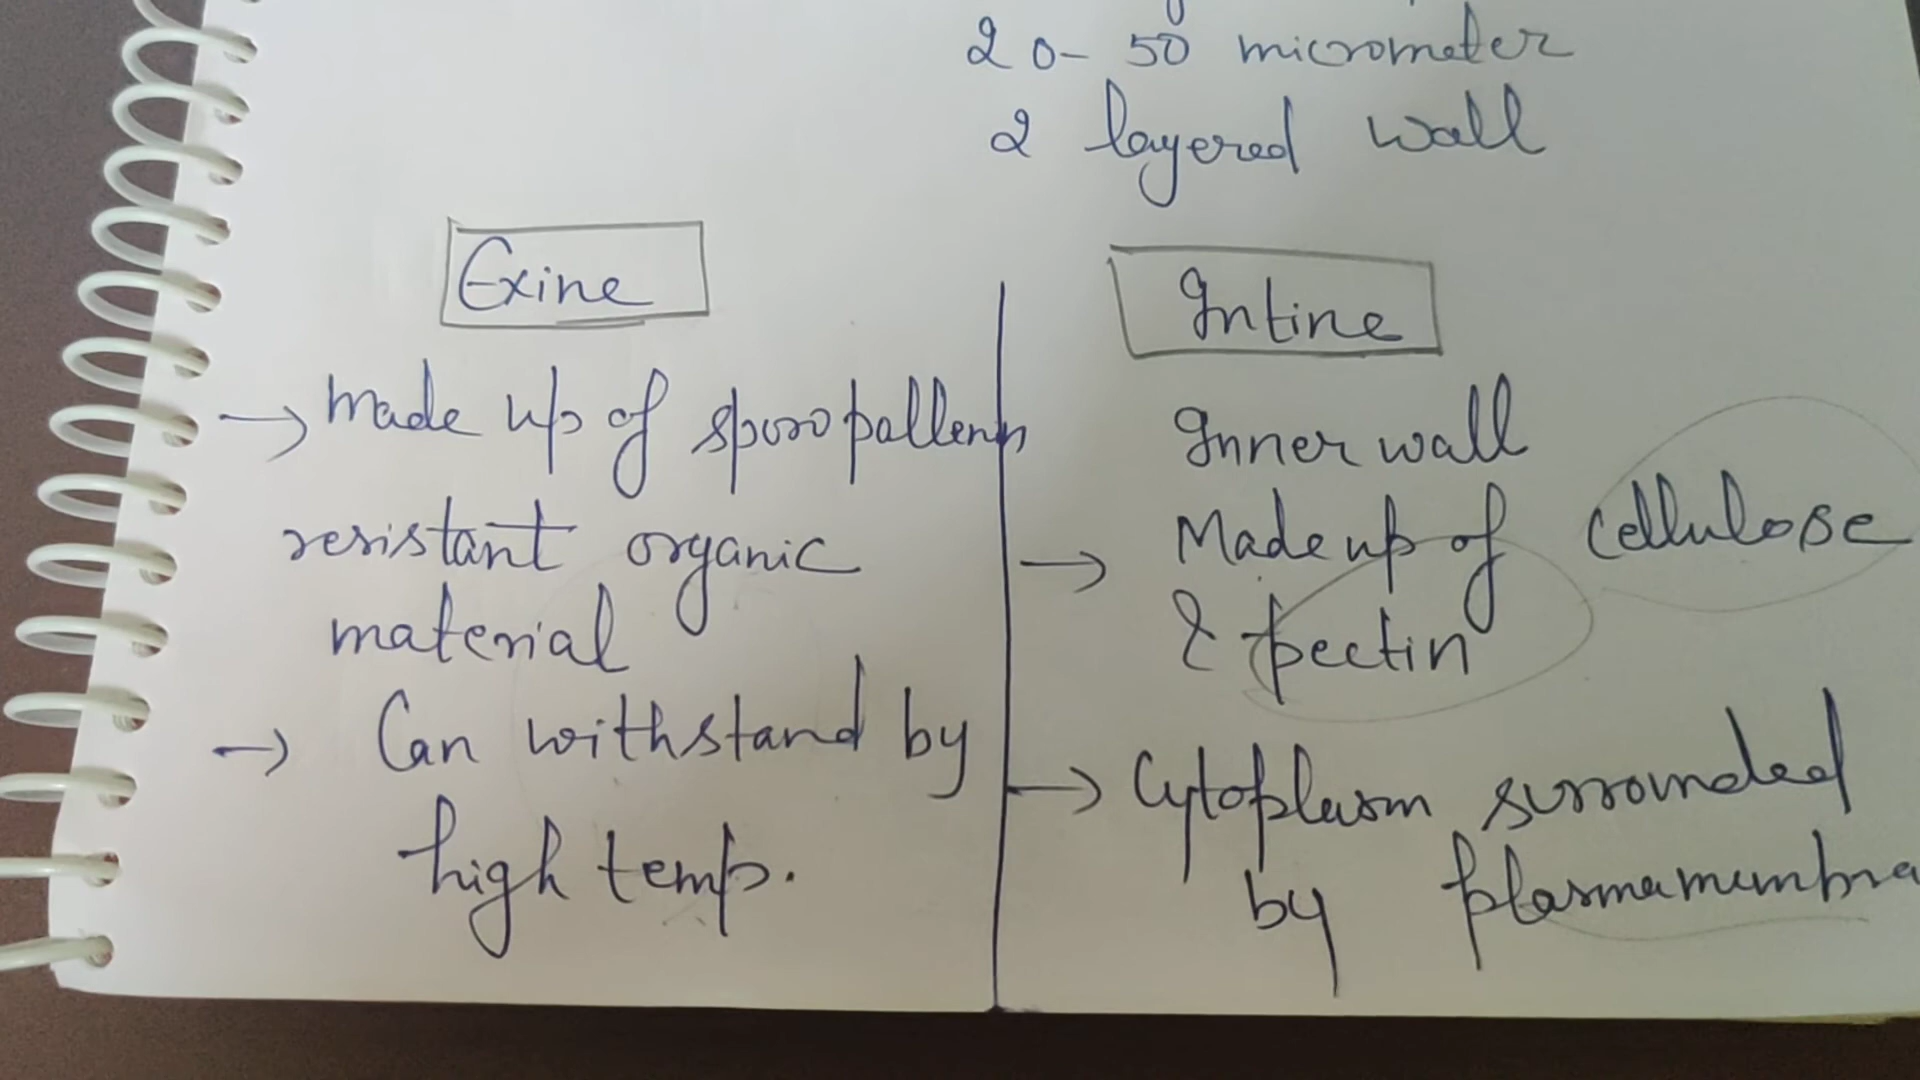 20- 50 micrometer
2 layered wall
Exine
→ made up of sporopallenin
resistant organic
material
→ Can withstand by
high temp.
Intine
Inner wall
→ Made up of cellulose
& pectin
→ Cytoplasm surrounded
by plasmamembra